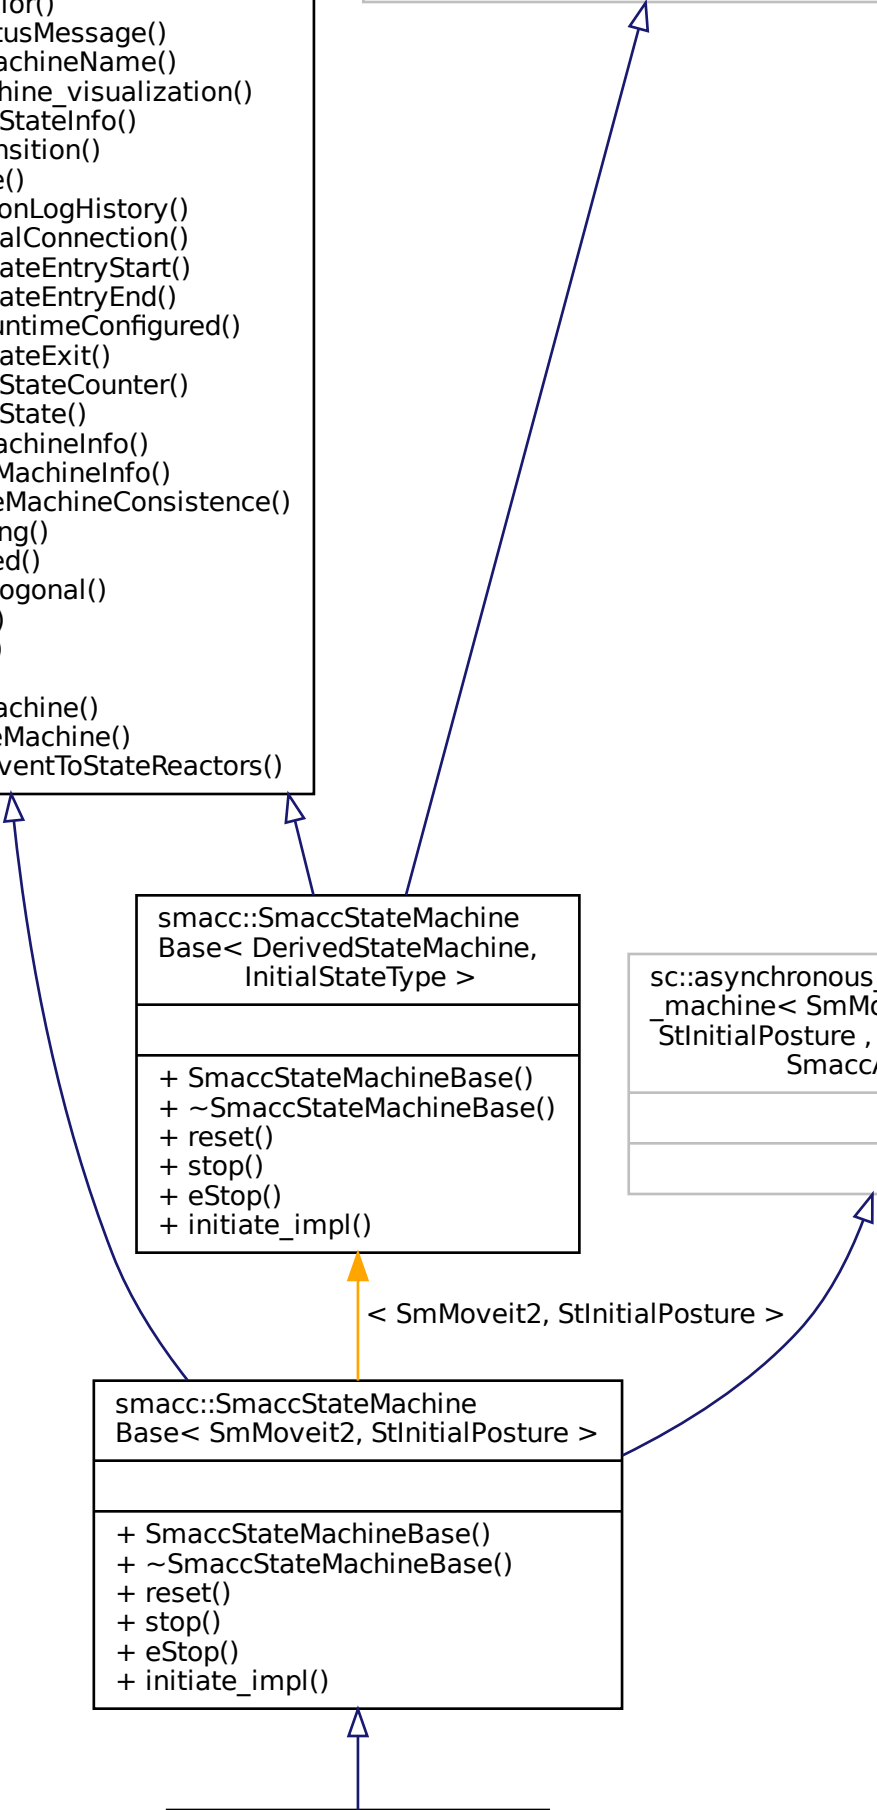 tusMessage()
achineName()
hine_visualization()
StateInfo()
nsition()
e()
onLogHistory()
alConnection()
ateEntryStart()
ateEntryEnd()
untimeConfigured()
ateExit()
StateCounter()
State()
achineInfo()
MachineInfo()
eMachineConsistence()
ng()
ed()
ogonal()
)
)
achine()
eMachine()
ventToStateReactors()
smacc::SmaccStateMachine
Base< DerivedStateMachine,
InitialStateType >
+ SmaccStateMachineBase()
+ ~SmaccStateMachineBase()
+ reset()
+ stop()
+ eStop()
+ initiate_impl()
sc::asynchronous_
_machine< SmMo
StInitialPosture ,
SmaccA
< SmMoveit2, StInitialPosture >
smacc::SmaccStateMachine
Base< SmMoveit2, StInitialPosture >
+ SmaccStateMachineBase()
+ ~SmaccStateMachineBase()
+ reset()
+ stop()
+ eStop()
+ initiate_impl()